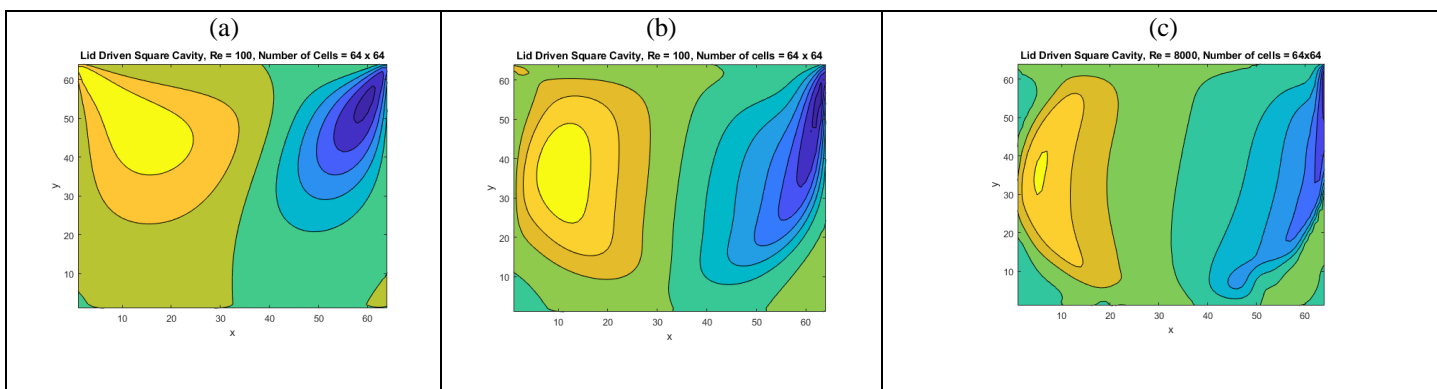 (a)
Lid Driven Square Cavity, Re = 100, Number of Cells = 64 x 64
60
50
40
y
30
20
10
10 20 30 40 50 60
x
(b)
Lid Driven Square Cavity, Re = 100, Number of cells = 64 x 64
60
50
40
y
30
20
10
10 20 30 40 50 60
x
(c)
Lid Driven Square Cavity, Re = 8000, Number of cells = 64x64
60
50
40
y
30
20
10
10 20 30 40 50 60
x